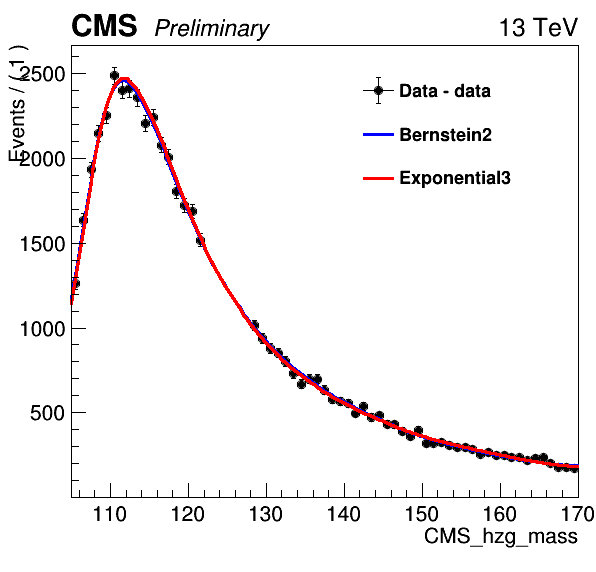 CMS Preliminary 13 TeV
Events / ( 1 )
2500
2000
1500
1000
500
Data - data
Bernstein2
Exponential3
110 120 130 140 150 160 170
CMS_hzg_mass